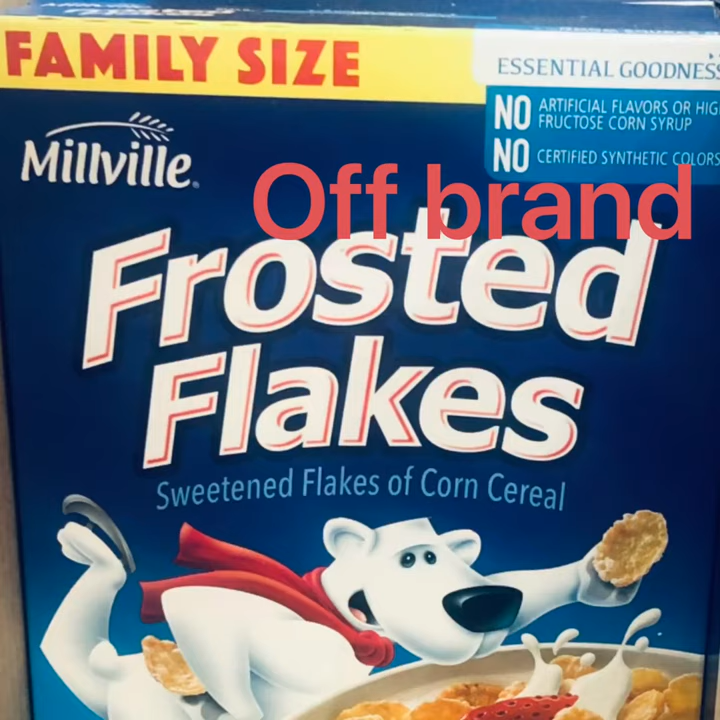 FAMILY SIZE
ESSENTIAL GOODNESS
NO ARTIFICIAL FLAVORS OR HIG
FRUCTOSE CORN SYRUP
NO CERTIFIED SYNTHETIC COLORS
Millville
Off brand
Frosted
Flakes
Sweetened Flakes of Corn Cereal